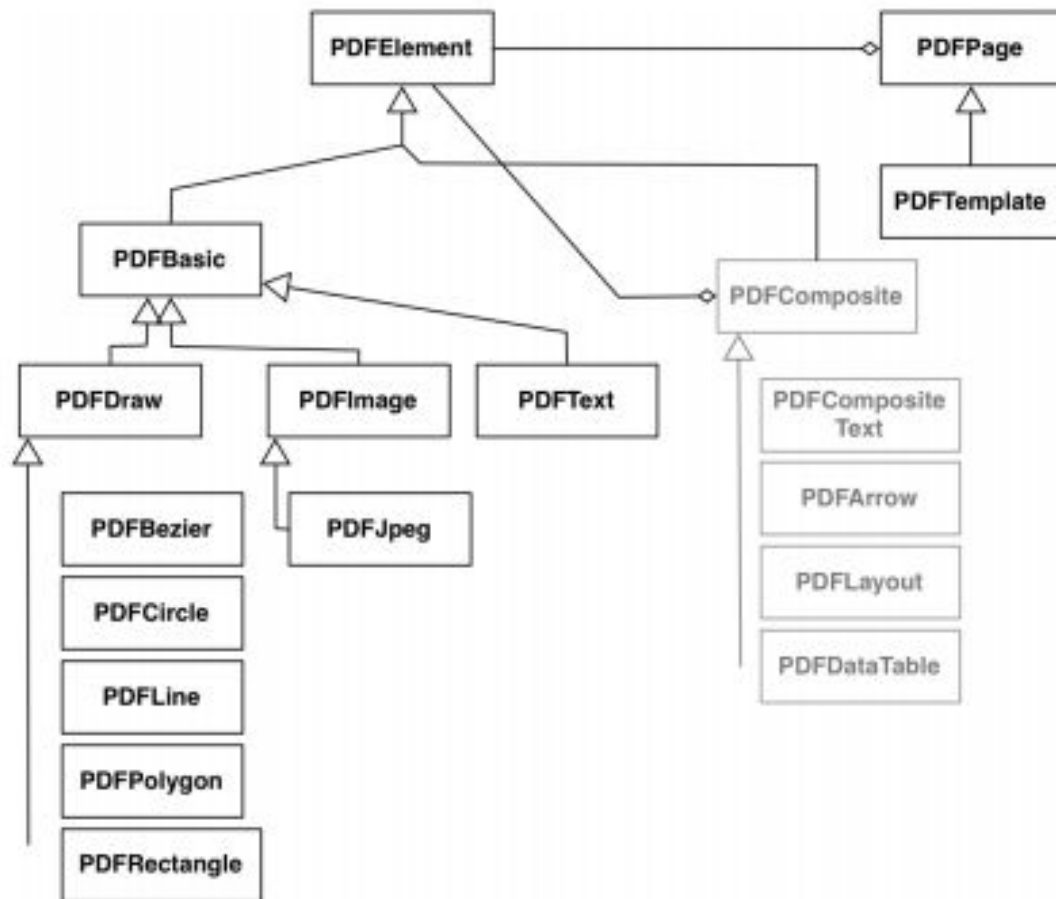 PDFElement
PDFPage
PDFTemplate
PDFBasic
PDFComposite
PDFDraw
PDFImage
PDFText
PDFComposite
Text
PDFArrow
PDFBezier
PDFJpeg
PDFLayout
PDFCircle
PDFDataTable
PDFLine
PDFPolygon
PDFRectangle